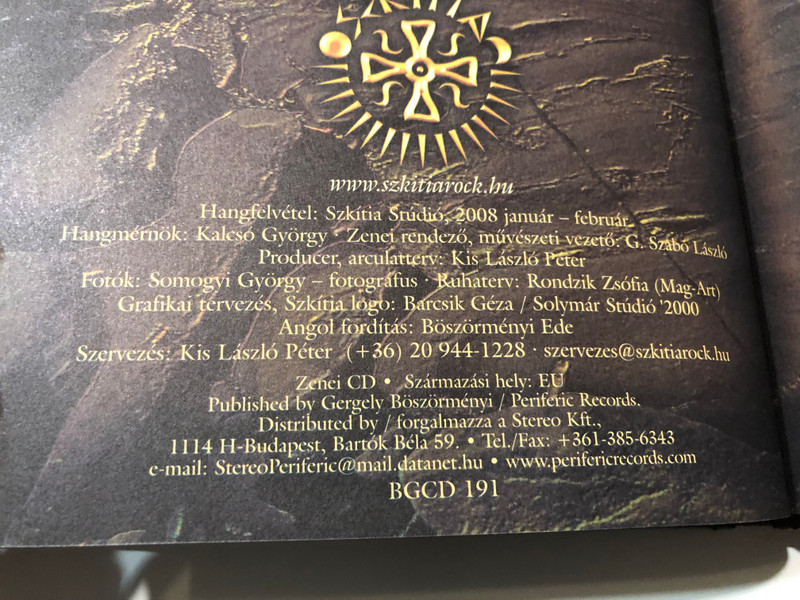 SZKÍTIA
www.szkitiarock.hu
Hangfelvétel: Szkítia Stúdió, 2008 január – február
Hangmérnök: Kalcsó György · Zenei rendező, művészeti vezető: G. Szabó László
Producer, arculatterv: Kis László Péter
Fotók: Somogyi György – fotográfus · Ruhaterv: Rondzik Zsófia (Mag-Art)
Grafikai tervezés, Szkítia logo: Barcsik Géza / Solymár Stúdió '2000
Angol fordítás: Böszörményi Ede
Szervezés: Kis László Péter (+36) 20 944-1228 · szervezes@szkitiarock.hu
Zenei CD • Származási hely: EU
Published by Gergely Böszörményi / Periferic Records.
Distributed by / forgalmazza a Stereo Kft.,
1114 H-Budapest, Bartók Béla 59. • Tel./Fax: +361-385-6343
e-mail: StereoPeriferic@mail.datanet.hu • www.perifericrecords.com
BGCD 191